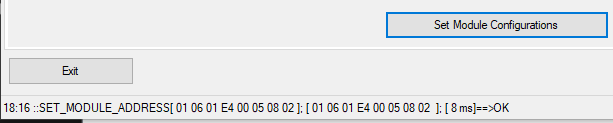 Set Module Configurations
Exit
18:16 ::SET_MODULE_ADDRESS[ 01 06 01 E4 00 05 08 02 ]; [ 01 06 01 E4 00 05 08 02  ]; [ 8 ms]==>OK